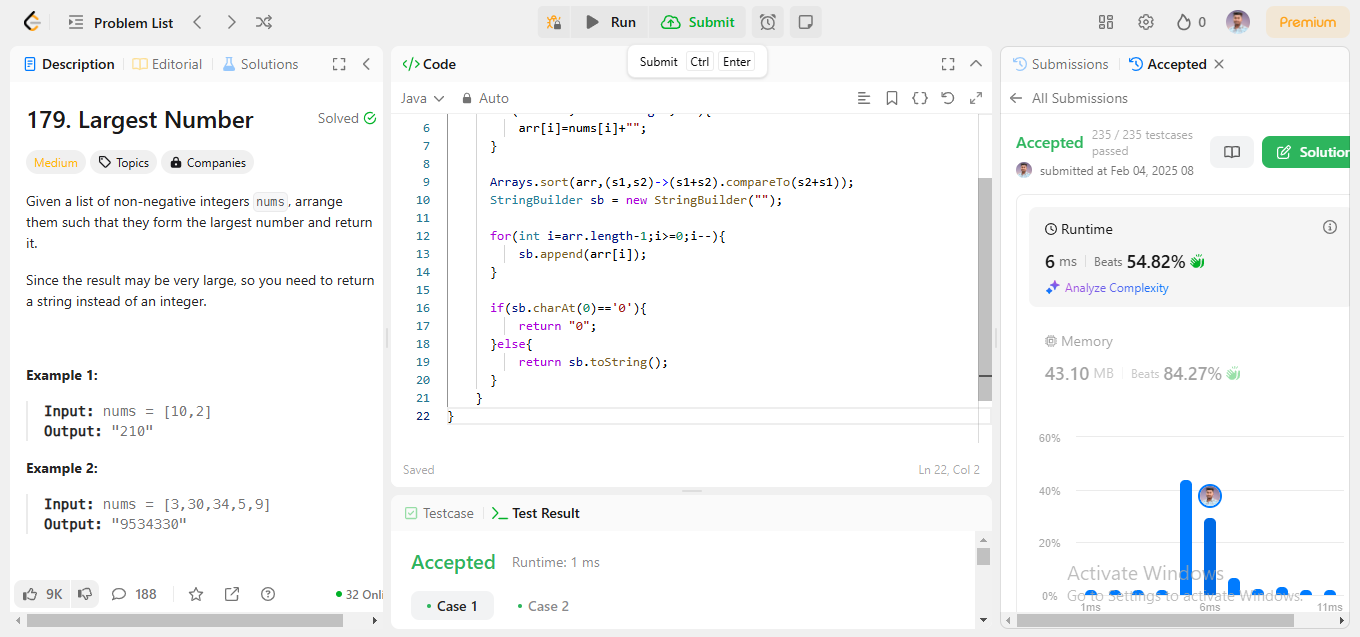 Problem List
Run
Submit
0
Premium
Submit Ctrl Enter
Description
Editorial
Solutions
179. Largest Number
Solved
Medium
Topics
Companies
Given a list of non-negative integers nums, arrange
them such that they form the largest number and return
it.
Since the result may be very large, so you need to return
a string instead of an integer.
Example 1:
Input: nums = [10,2]
Output: "210"
Example 2:
Input: nums = [3,30,34,5,9]
Output: "9534330"
9K
188
32 Onli
</> Code
Java
Auto
6 arr[i]=nums[i]+"";
7 }
8
9 Arrays.sort(arr,(s1,s2)->(s1+s2).compareTo(s2+s1));
10 StringBuilder sb = new StringBuilder("");
11
12 for(int i=arr.length-1;i>=0;i--){
13 sb.append(arr[i]);
14 }
15
16 if(sb.charAt(0)=='0'){
17 return "0";
18 }else{
19 return sb.toString();
20 }
21 }
22 }
Saved
Ln 22, Col 2
Testcase
Test Result
Accepted Runtime: 1 ms
• Case 1 • Case 2
Submissions
Accepted
All Submissions
Accepted
235 / 235 testcases
passed
submitted at Feb 04, 2025 08
Solution
Runtime
6 ms Beats 54.82%
Analyze Complexity
Memory
43.10 MB Beats 84.27%
60%
40%
20%
0%
1ms 6ms 11ms
Activate Windows
Go to Settings to activate Windows.